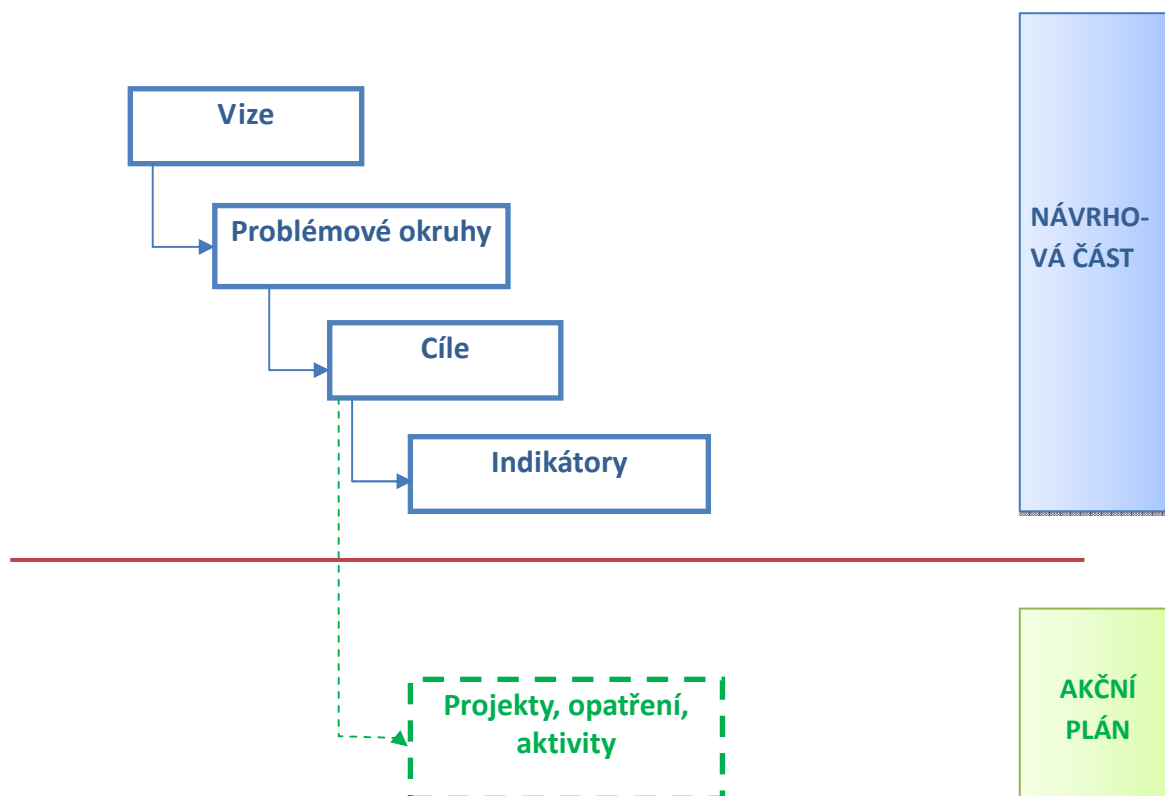 Vize
Problémové okruhy
Cíle
Indikátory
NÁVRHO-
VÁ ČÁST
Projekty, opatření,
aktivity
AKČNÍ
PLÁN